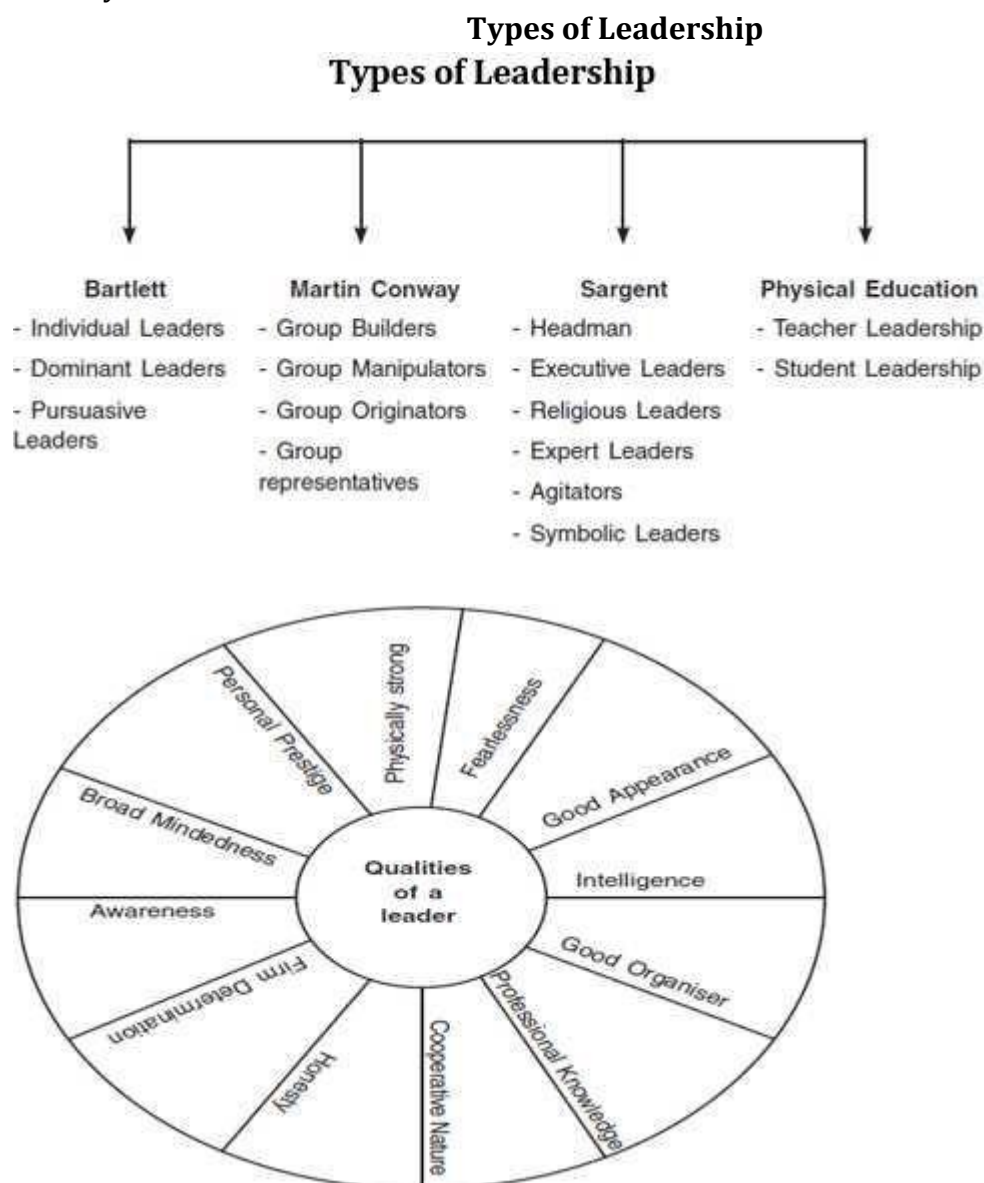 Types of Leadership
Types of Leadership
Bartlett
- Individual Leaders
- Dominant Leaders
- Pursuasive
Leaders
Martin Conway
- Group Builders
- Group Manipulators
- Group Originators
- Group
representatives
Sargent
- Headman
- Executive Leaders
- Religious Leaders
- Expert Leaders
- Agitators
- Symbolic Leaders
Physical Education
- Teacher Leadership
- Student Leadership
Qualities
of a
leader
Physically strong
Fearlessness
Good Appearance
Intelligence
Good Organiser
Professional Knowledge
Cooperative Nature
Honesty
Firm Determination
Awareness
Broad Mindedness
Personal Prestige